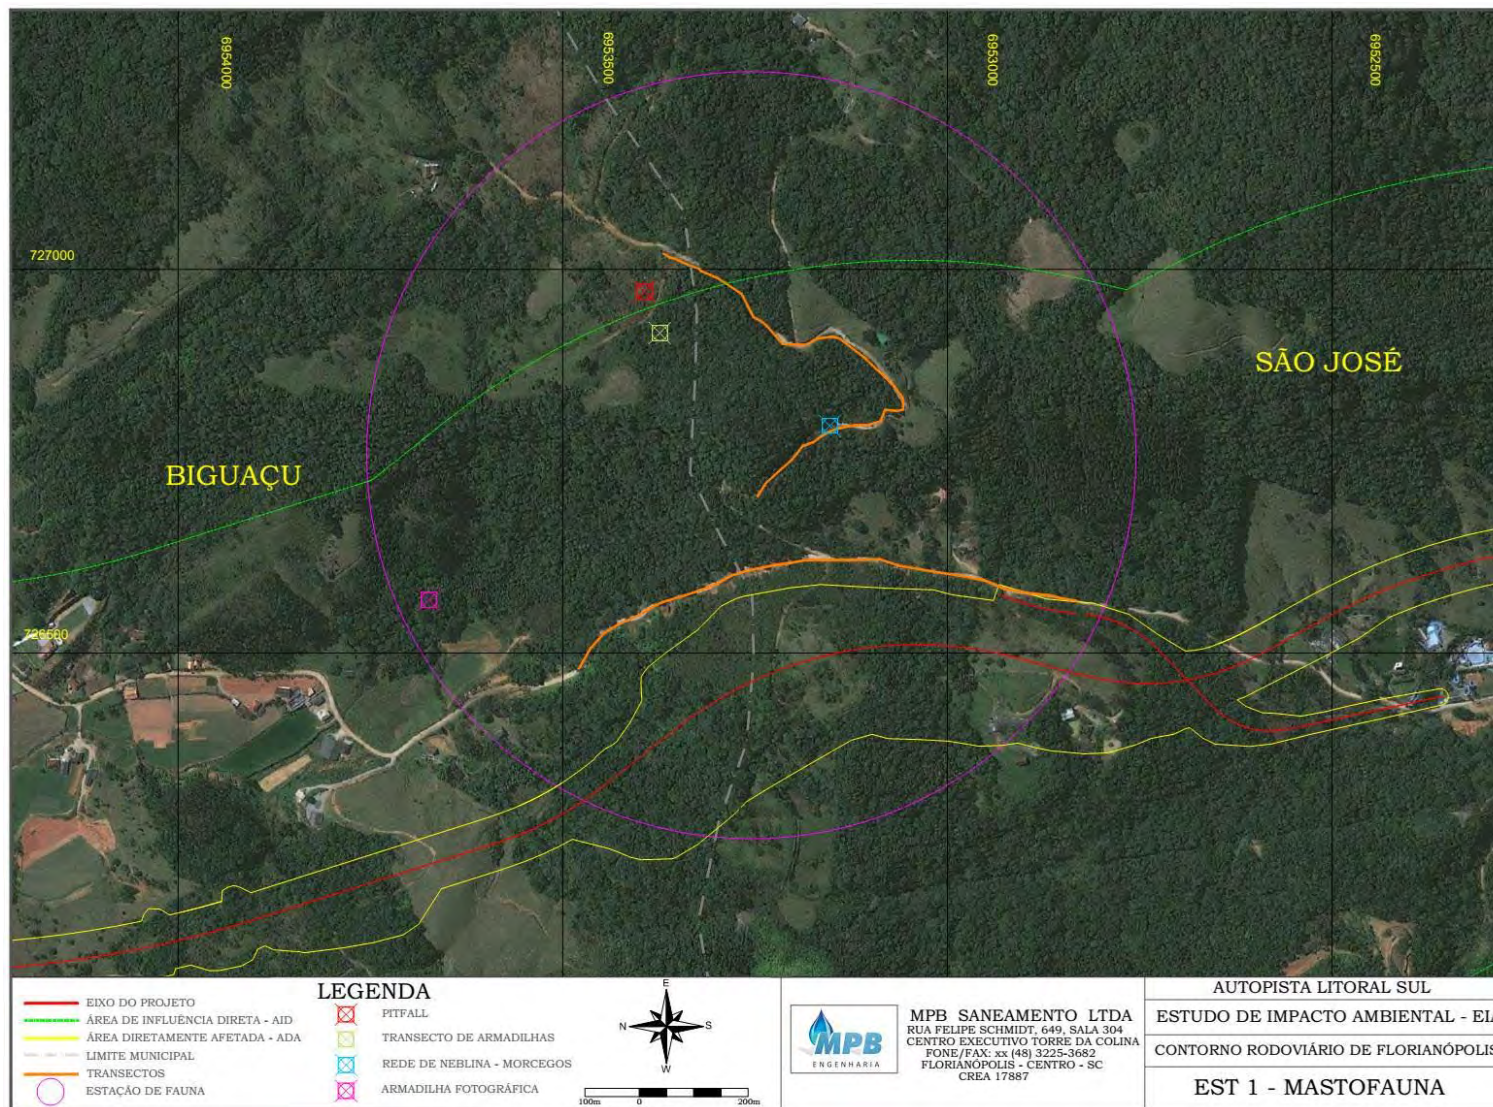 6954000
6953500
6953000
6952500
727000
SÃO JOSÉ
BIGUAÇU
726500
LEGENDA
EIXO DO PROJETO
ÁREA DE INFLUÊNCIA DIRETA - AID
ÁREA DIRETAMENTE AFETADA - ADA
LIMITE MUNICIPAL
TRANSECTOS
ESTAÇÃO DE FAUNA
PITFALL
TRANSECTO DE ARMADILHAS
REDE DE NEBLINA - MORCEGOS
ARMADILHA FOTOGRÁFICA
E
N
S
W
100m 0 200m
MPB
ENGENHARIA
MPB SANEAMENTO LTDA
RUA FELIPE SCHMIDT, 649, SALA 304
CENTRO EXECUTIVO TORRE DA COLINA
FONE/FAX: xx (48) 3225-3682
FLORIANÓPOLIS - CENTRO - SC
CREA 17887
AUTOPISTA LITORAL SUL
ESTUDO DE IMPACTO AMBIENTAL - EIA
CONTORNO RODOVIÁRIO DE FLORIANÓPOLIS
EST 1 - MASTOFAUNA